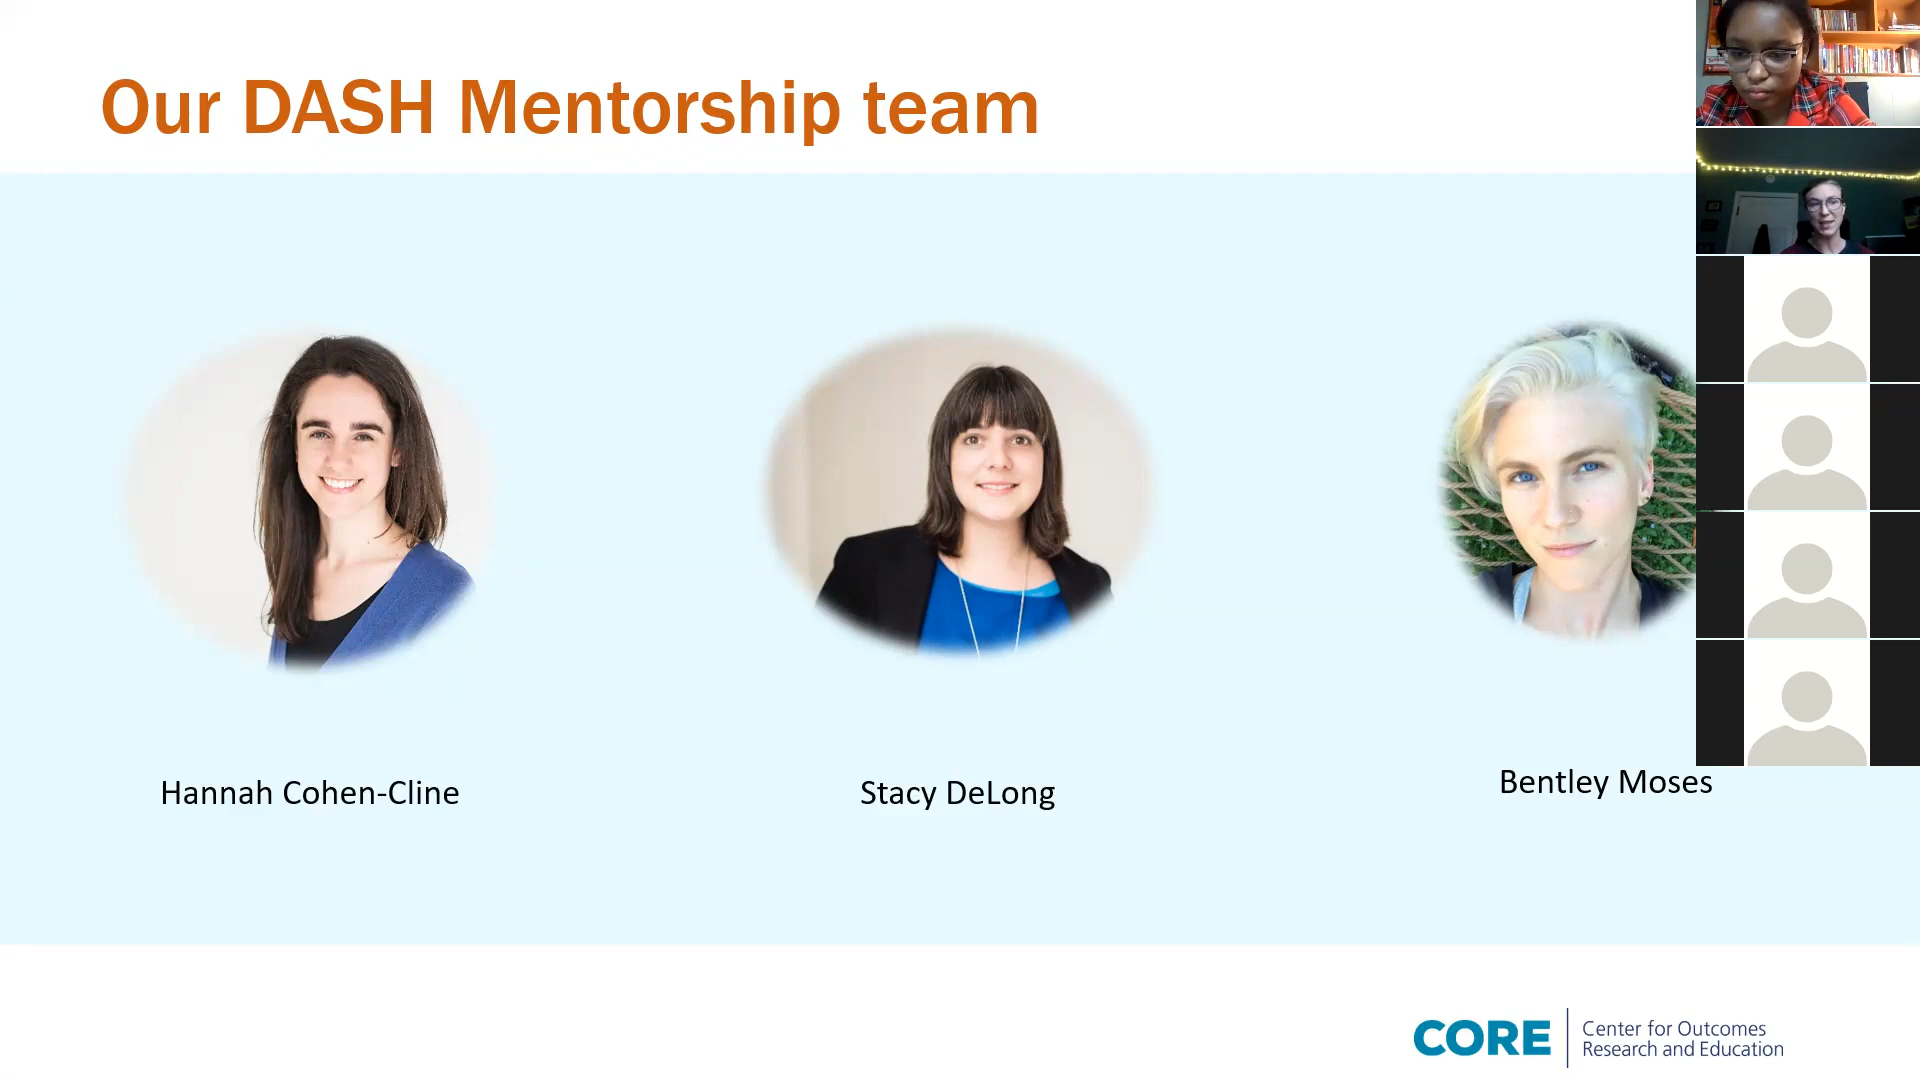 Our DASH Mentorship team
Hannah Cohen-Cline
Stacy DeLong
Bentley Moses
CORE
Center for Outcomes
Research and Education